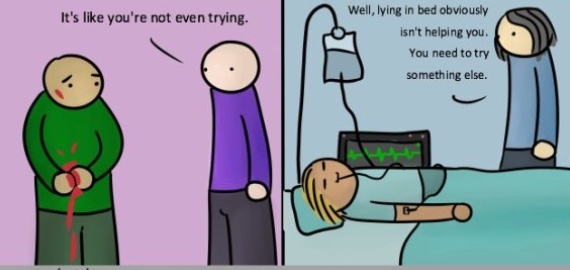 It's like you're not even trying.
Well, lying in bed obviously
isn't helping you.
You need to try
something else.